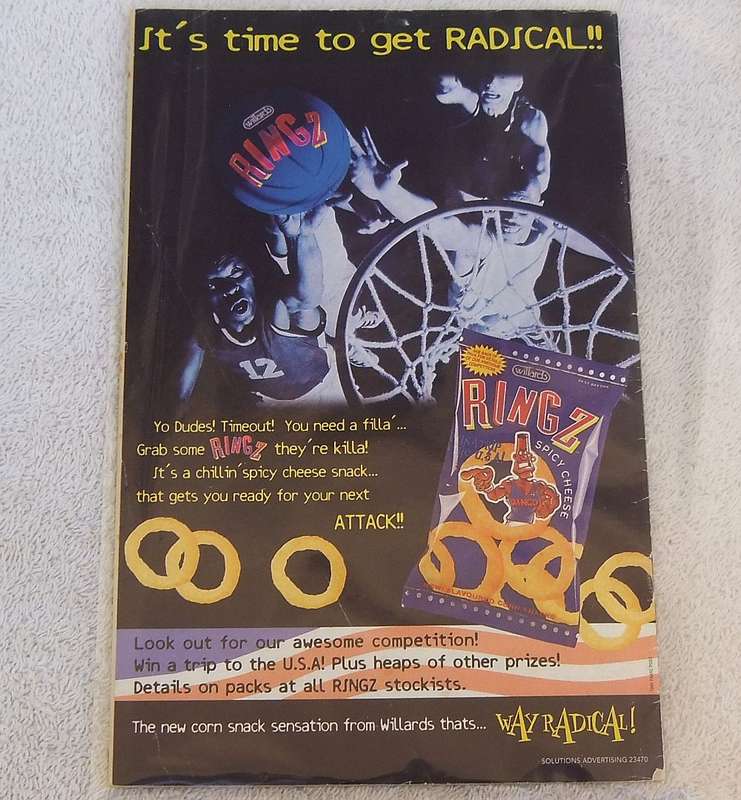 It´s time to get RADICAL!!
willards
RINGZ
12
willards
RINGZ
SPICY CHEESE
Yo Dudes! Timeout! You need a filla´...
Grab some RINGZ they´re killa!
It´s a chillin´spicy cheese snack...
that gets you ready for your next
ATTACK!!
Look out for our awesome competition!
Win a trip to the U.S.A! Plus heaps of other prizes!
Details on packs at all RINGZ stockists.
The new corn snack sensation from Willards thats... WAY RADICAL!
SOLUTIONS ADVERTISING 23470